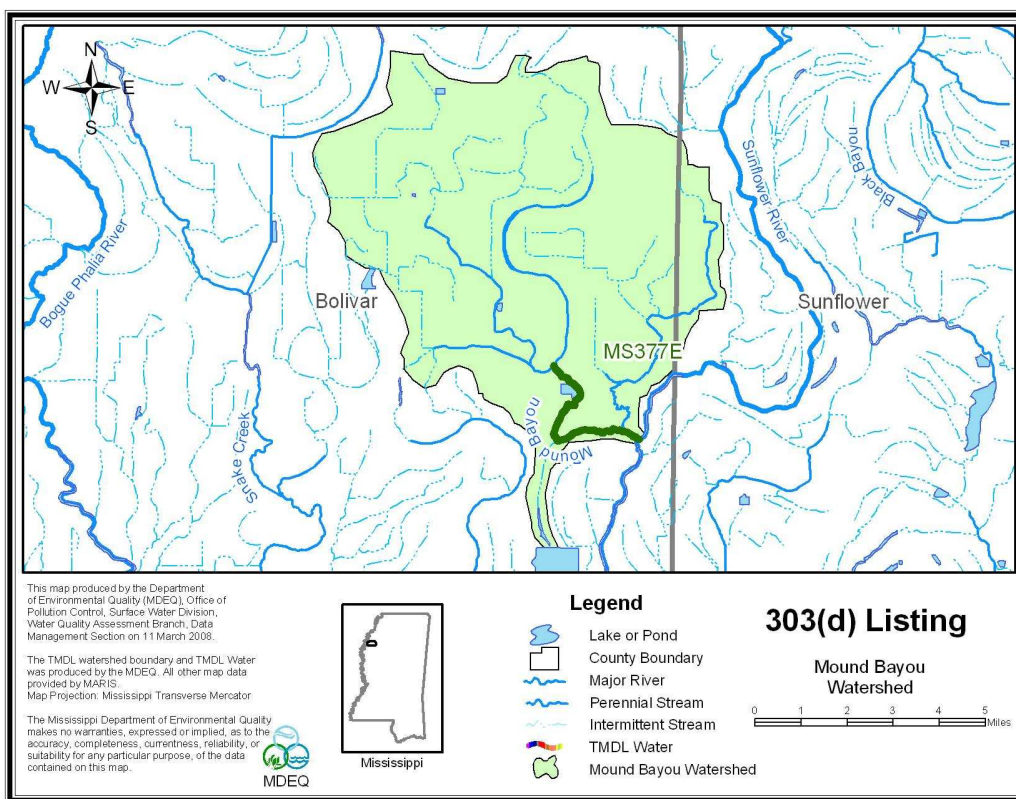 N
W E
S
Bogue Phalia River
Snake Creek
Bolivar
Mound Bayou
Mound
MS377E
Sunflower River
Black Bayou
Sunflower
This map produced by the Department
of Environmental Quality (MDEQ), Office of
Pollution Control, Surface Water Division,
Water Quality Assessment Branch, Data
Management Section on 11 March 2008.
The TMDL watershed boundary and TMDL Water
was produced by the MDEQ. All other map data
provided by MARIS.
Map Projection: Mississippi Transverse Mercator
The Mississippi Department of Environmental Quality
makes no warranties, expressed or implied, as to the
accuracy, completeness, currentness, reliability, or
suitability for any particular purpose, of the data
contained on this map.
MDEQ
Mississippi
Legend
Lake or Pond
County Boundary
Major River
Perennial Stream
Intermittent Stream
TMDL Water
Mound Bayou Watershed
303(d) Listing
Mound Bayou
Watershed
0 1 2 3 4 5
Miles